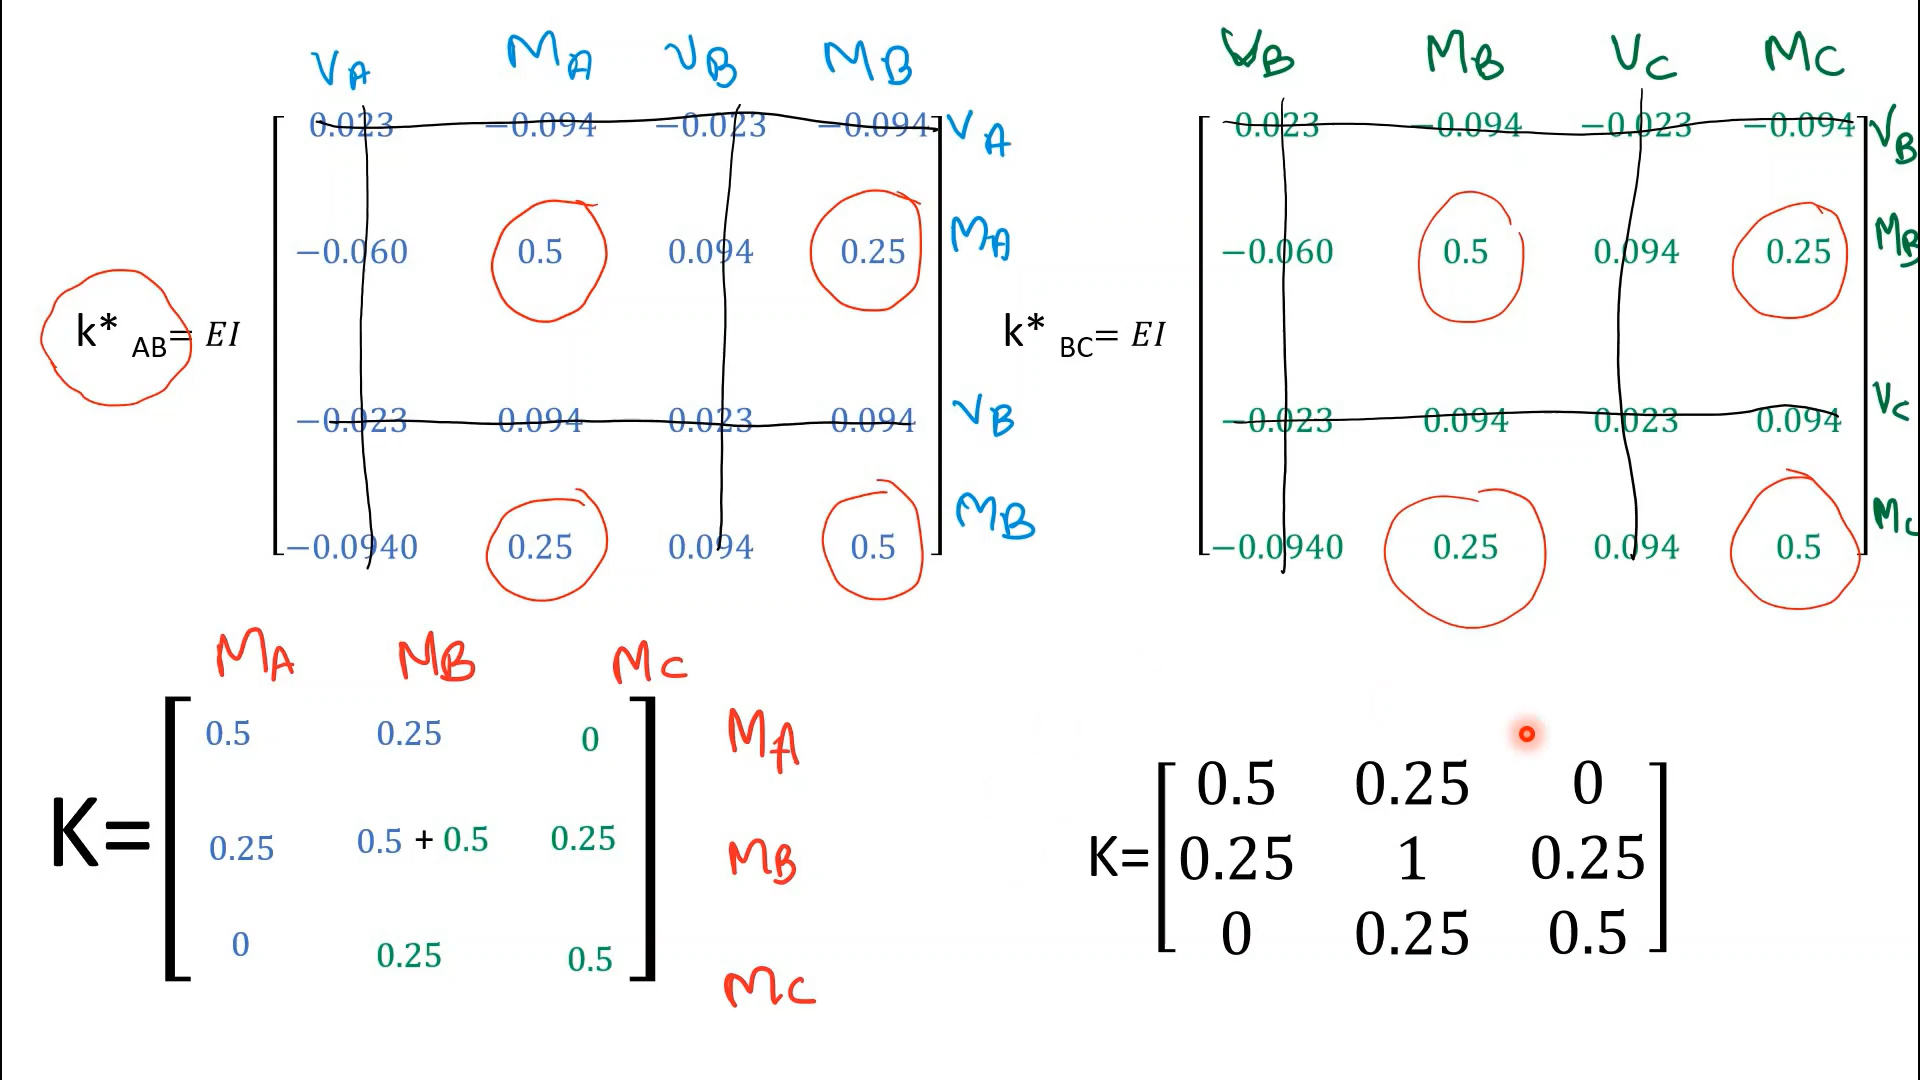 VA MA VB MB
0.023 −0.094 −0.023 −0.094 VA
−0.060 0.5 0.094 0.25 MA
k* AB= EI
−0.023 0.094 0.023 0.094 VB
−0.0940 0.25 0.094 0.5 MB
VB MB VC MC
0.023 −0.094 −0.023 −0.094 VB
−0.060 0.5 0.094 0.25 MB
k* BC= EI
−0.023 0.094 0.023 0.094 VC
−0.0940 0.25 0.094 0.5 MC
MA MB MC
0.5 0.25 0 MA
K= 0.25 0.5 + 0.5 0.25 MB
0 0.25 0.5 MC
0.5 0.25 0
K= 0.25 1 0.25
0 0.25 0.5